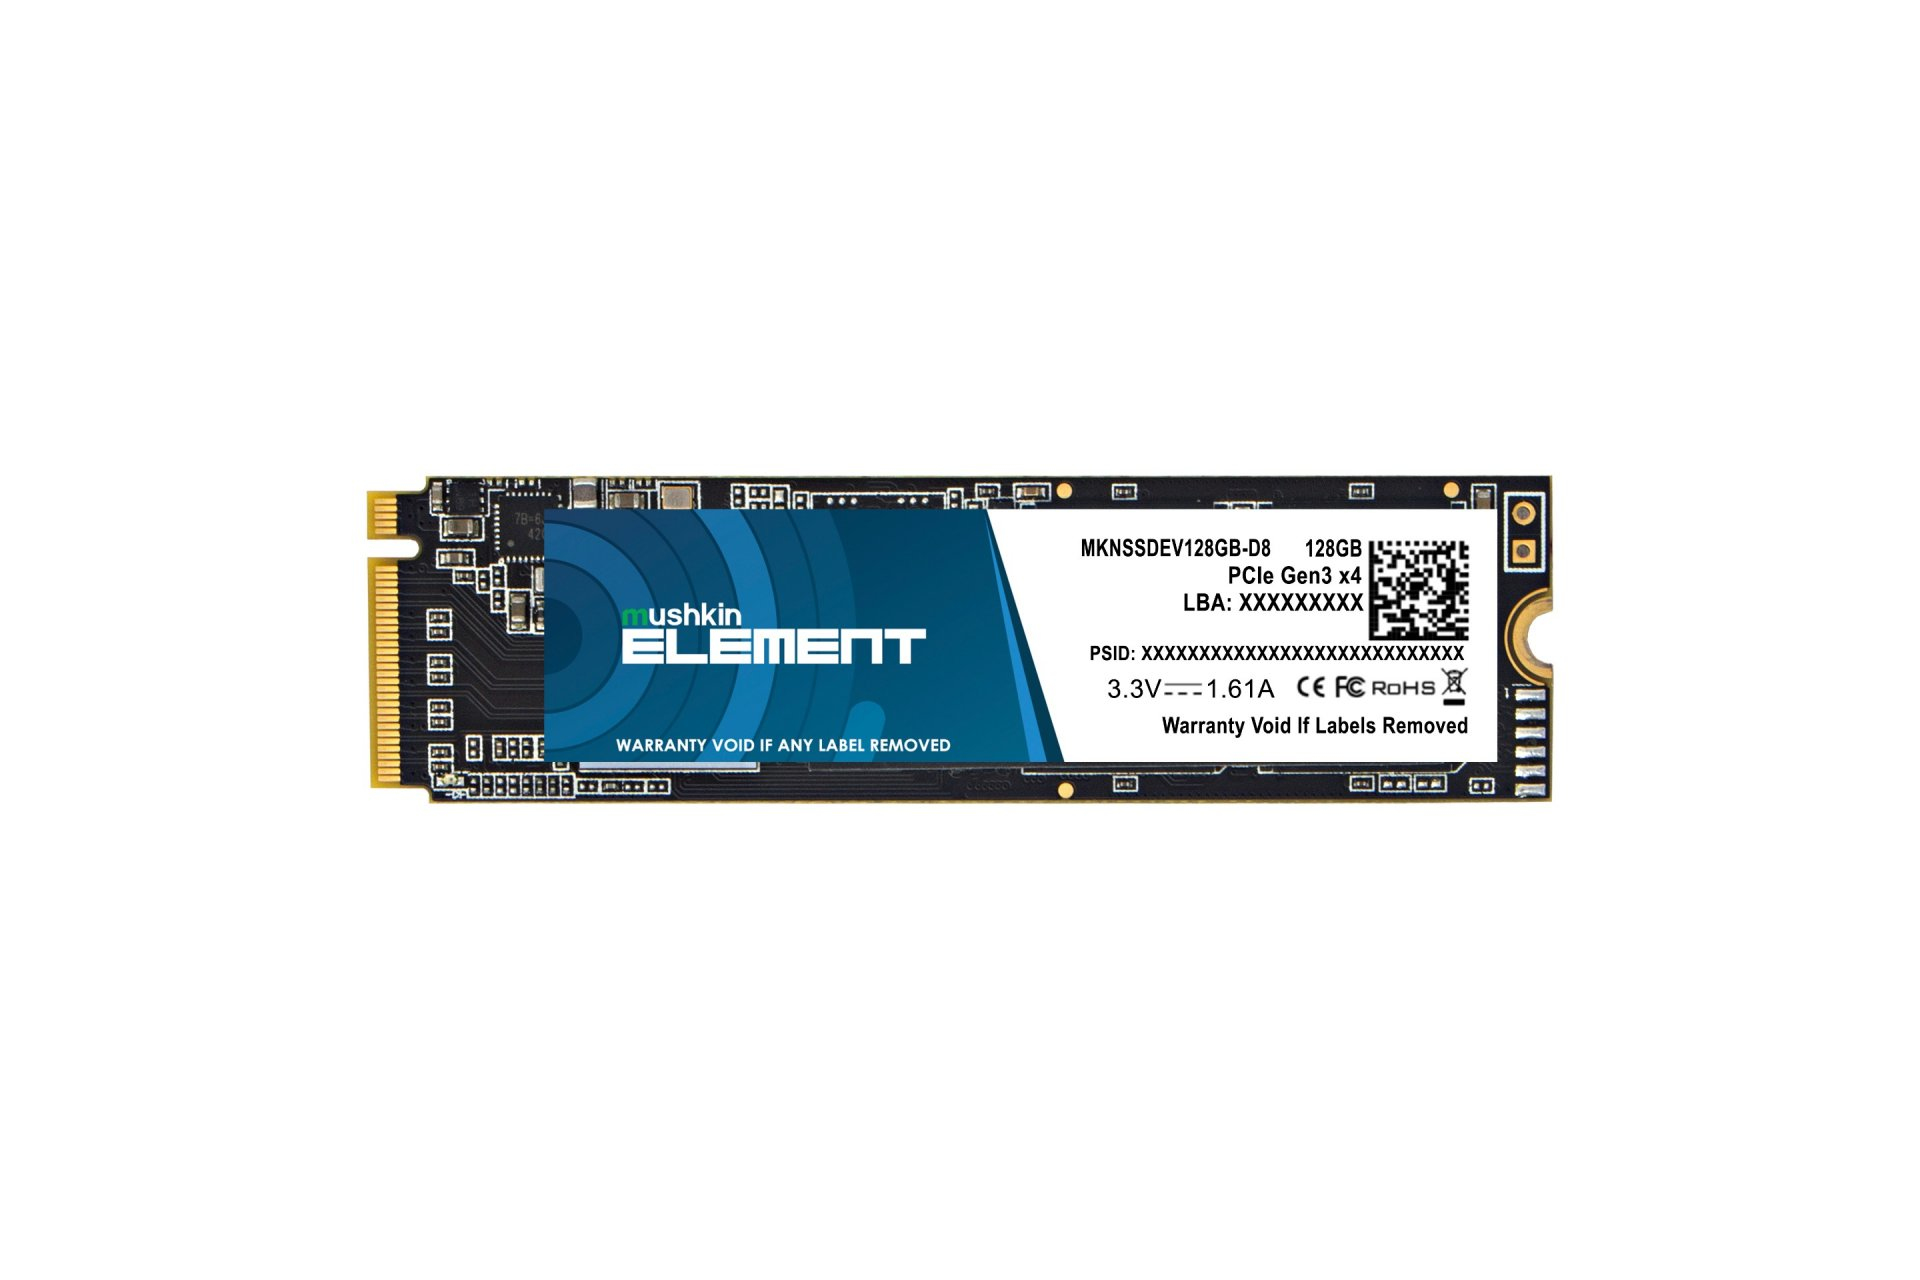 mushkin
ELEMENT
WARRANTY VOID IF ANY LABEL REMOVED
MKNSSDEV128GB-D8 128GB
PCIe Gen3 x4
LBA: XXXXXXXXX
PSID: XXXXXXXXXXXXXXXXXXXXXXXXXXXX
3.3V 1.61A CE FC RoHS
Warranty Void If Labels Removed